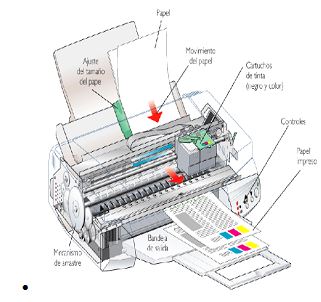 Papel
Ajuste
del tamaño
del papel
Movimiento
del papel
Cartuchos
de tinta
(negro y color)
Controles
Papel
impreso
Mecanismo
de arrastre
Bandeja
de salida